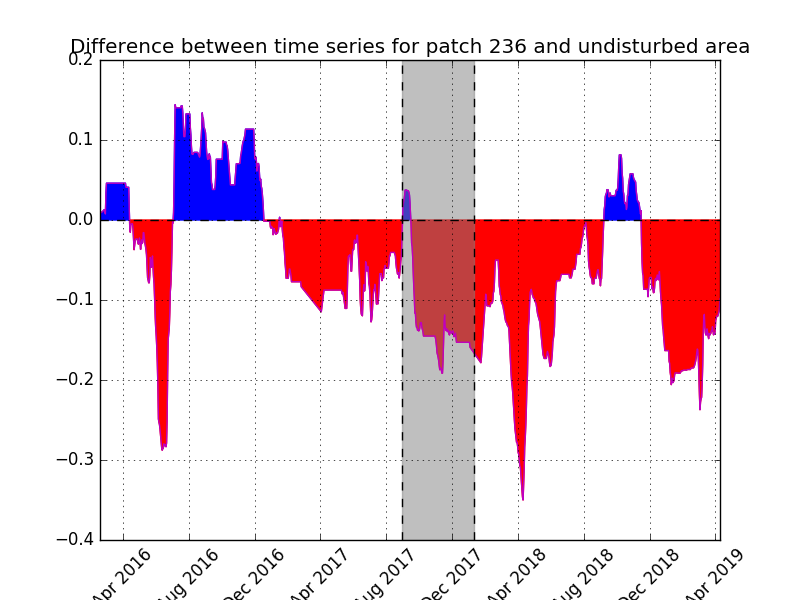 Difference between time series for patch 236 and undisturbed area
0.2
0.1
0.0
−0.1
−0.2
−0.3
−0.4
Apr 2016
Aug 2016
Dec 2016
Apr 2017
Aug 2017
Dec 2017
Apr 2018
Aug 2018
Dec 2018
Apr 2019